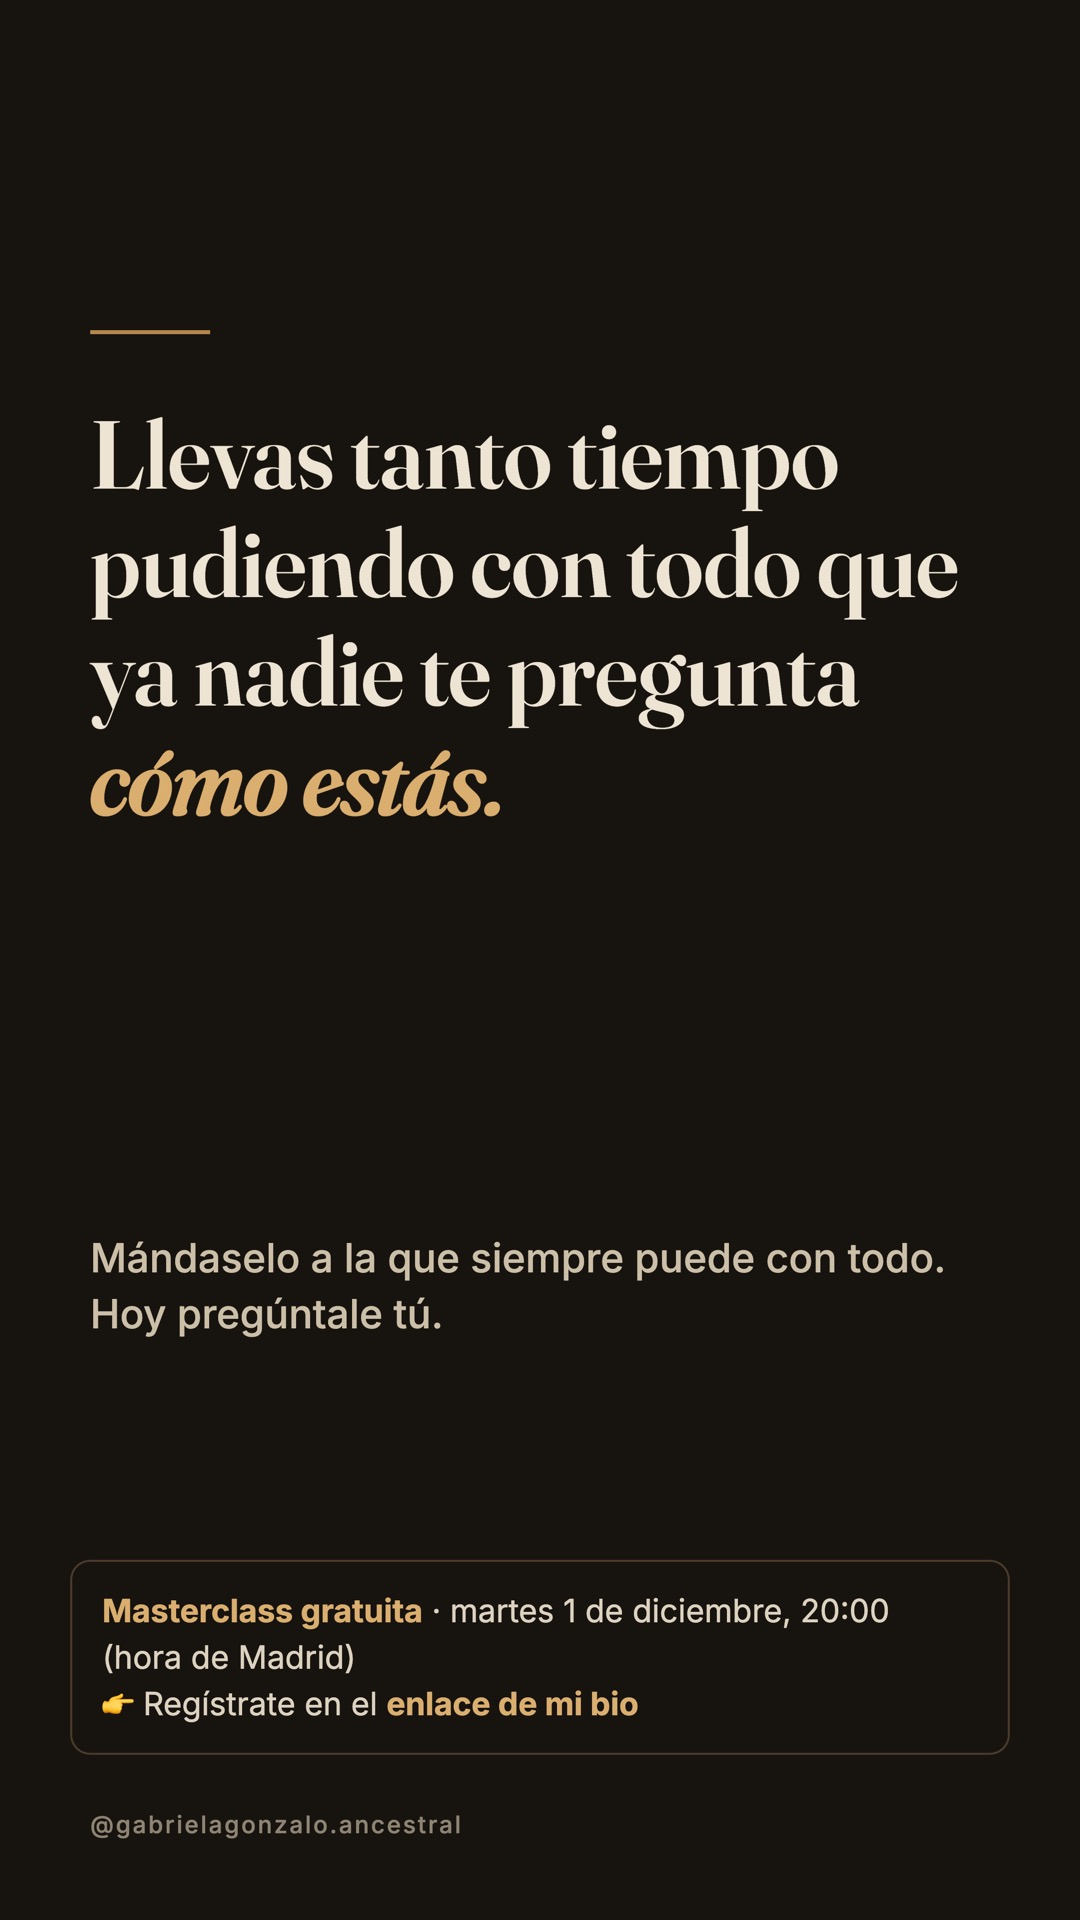 Llevas tanto tiempo
pudiendo con todo que
ya nadie te pregunta
cómo estás.
Mándaselo a la que siempre puede con todo.
Hoy pregúntale tú.
Masterclass gratuita · martes 1 de diciembre, 20:00
(hora de Madrid)
👉 Regístrate en el enlace de mi bio
@gabrielagonzalo.ancestral